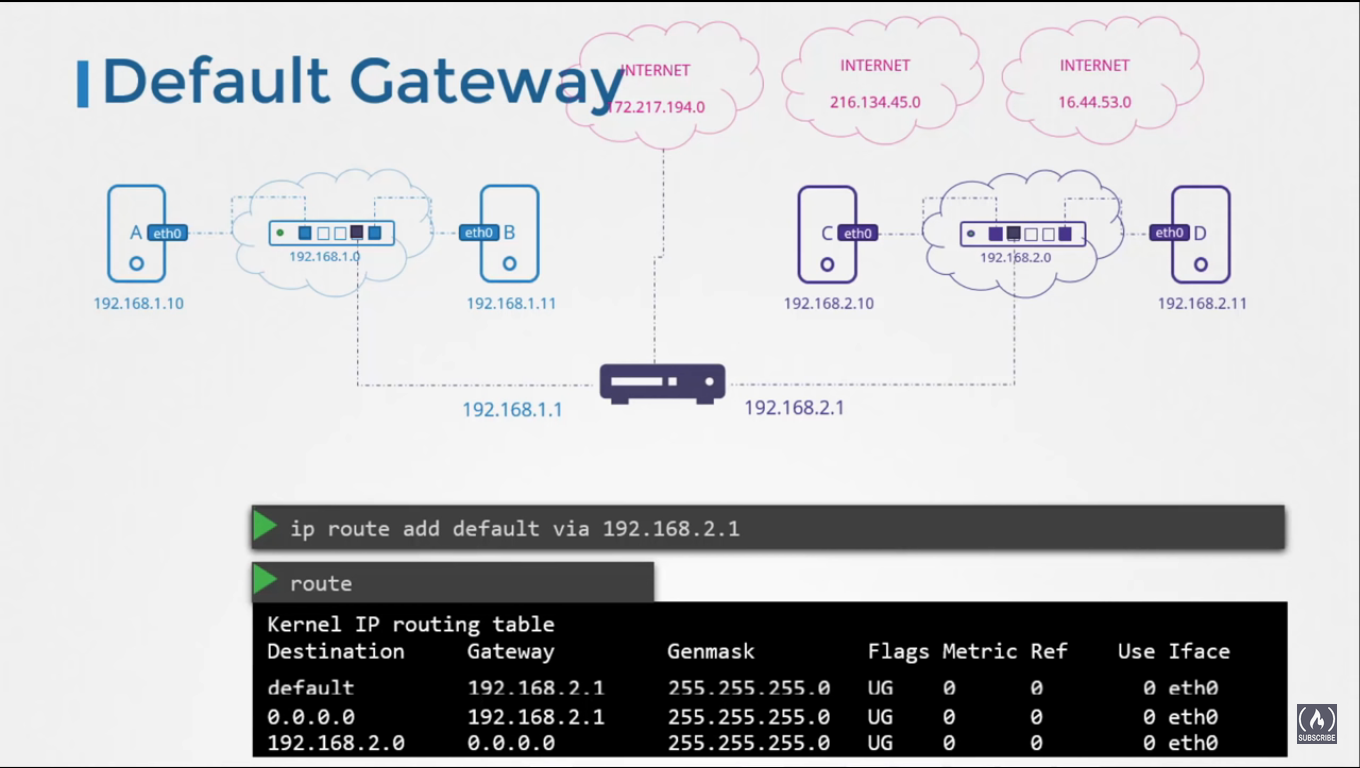 Default Gateway
INTERNET
172.217.194.0
INTERNET
216.134.45.0
INTERNET
16.44.53.0
A eth0
192.168.1.10
192.168.1.0
eth0 B
192.168.1.11
C eth0
192.168.2.10
192.168.2.0
eth0 D
192.168.2.11
192.168.1.1
192.168.2.1
ip route add default via 192.168.2.1
route
Kernel IP routing table
Destination Gateway Genmask Flags Metric Ref Use Iface
default 192.168.2.1 255.255.255.0 UG 0 0 0 eth0
0.0.0.0 192.168.2.1 255.255.255.0 UG 0 0 0 eth0
192.168.2.0 0.0.0.0 255.255.255.0 UG 0 0 0 eth0
SUBSCRIBE